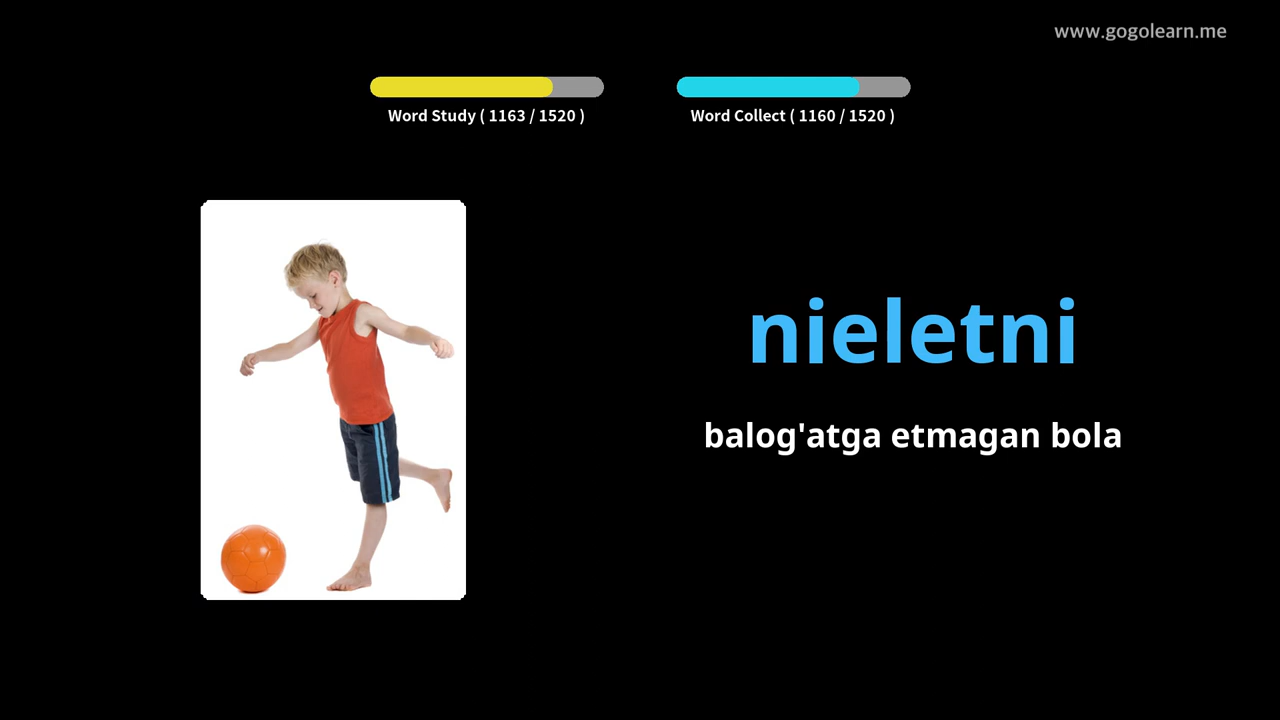 www.gogolearn.me
Word Study ( 1163 / 1520 )
Word Collect ( 1160 / 1520 )
nieletni
balog'atga etmagan bola